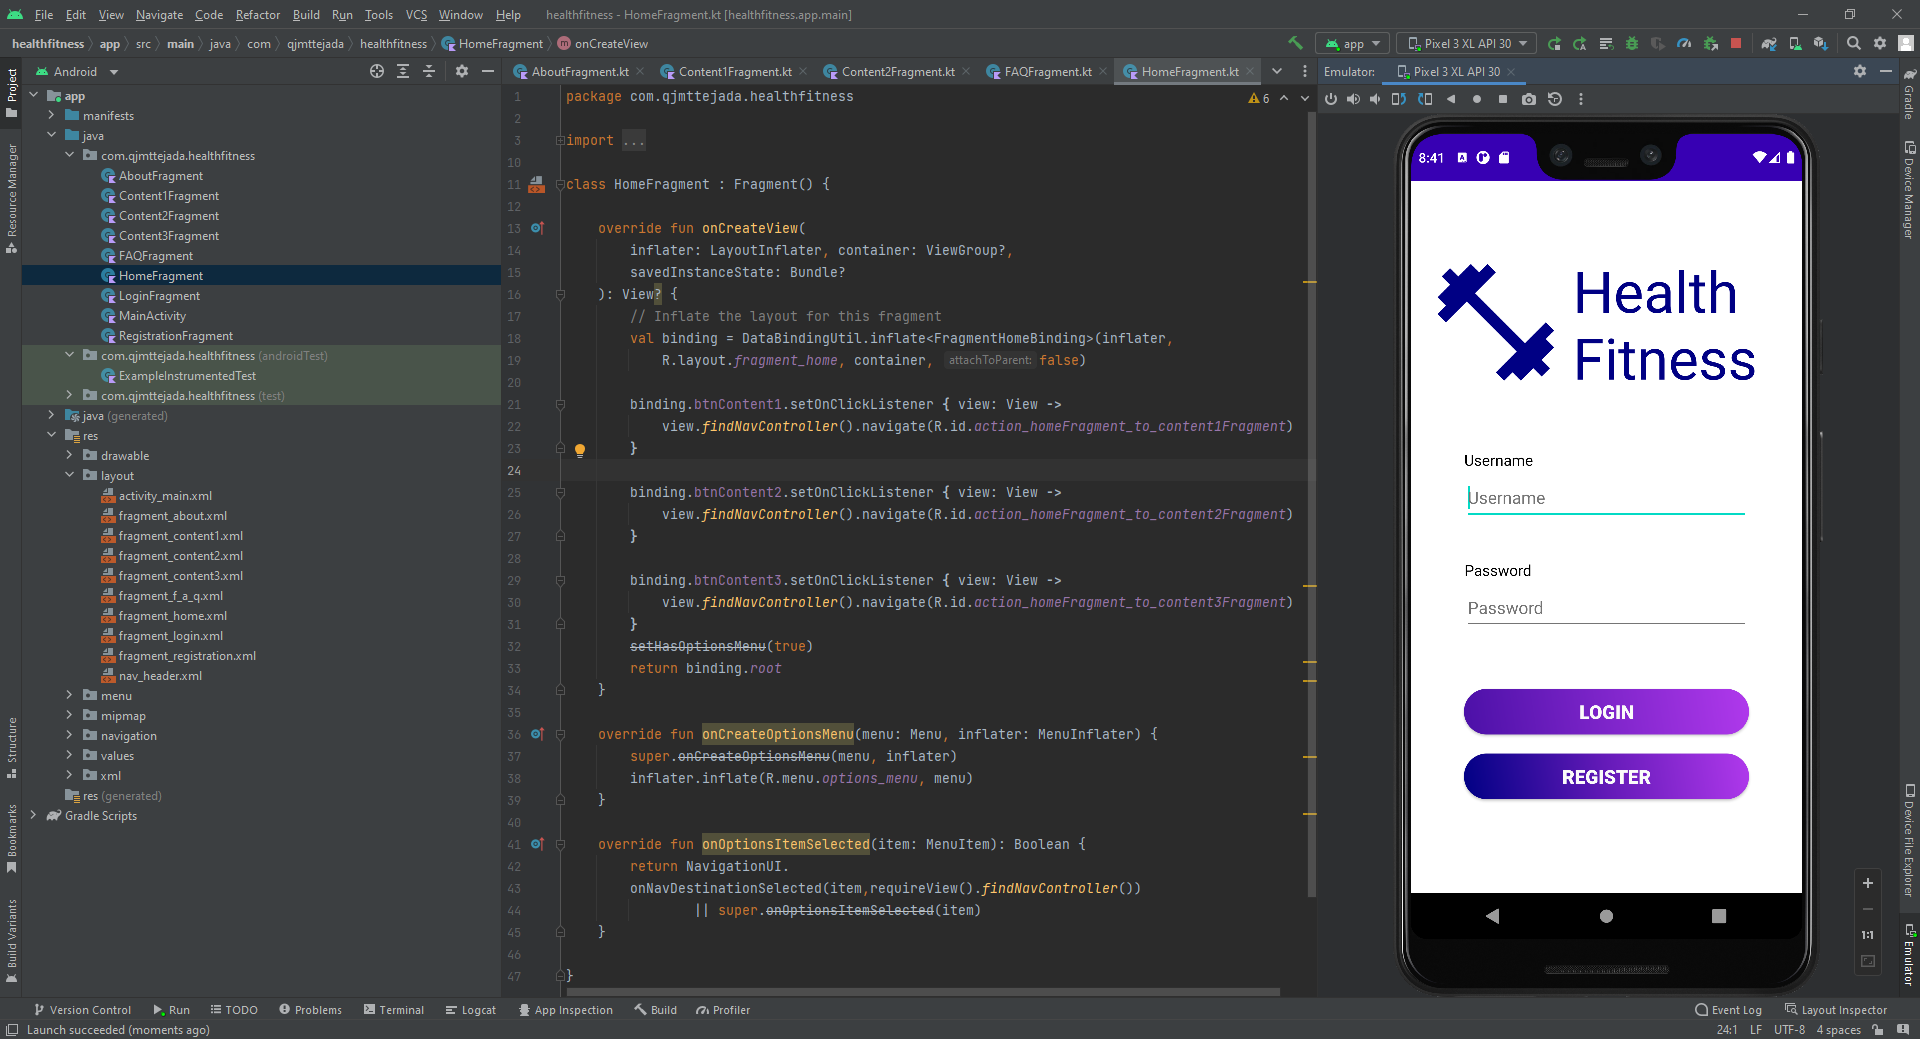 File Edit View Navigate Code Refactor Build Run Tools VCS Window Help healthfitness - HomeFragment.kt [healthfitness.app.main]
healthfitness app src main java com qjmttejada healthfitness HomeFragment onCreateView app Pixel 3 XL API 30
Project
Resource Manager
Structure
Bookmarks
Build Variants
Android
app
manifests
java
com.qjmttejada.healthfitness
AboutFragment
Content1Fragment
Content2Fragment
Content3Fragment
FAQFragment
HomeFragment
LoginFragment
MainActivity
RegistrationFragment
com.qjmttejada.healthfitness (androidTest)
ExampleInstrumentedTest
com.qjmttejada.healthfitness (test)
java (generated)
res
drawable
layout
activity_main.xml
fragment_about.xml
fragment_content1.xml
fragment_content2.xml
fragment_content3.xml
fragment_f_a_q.xml
fragment_home.xml
fragment_login.xml
fragment_registration.xml
nav_header.xml
menu
mipmap
navigation
values
xml
res (generated)
Gradle Scripts
AboutFragment.kt Content1Fragment.kt Content2Fragment.kt FAQFragment.kt HomeFragment.kt
6
1 package com.qjmttejada.healthfitness
2
3 import ...
10
11 class HomeFragment : Fragment() {
12
13 override fun onCreateView(
14 inflater: LayoutInflater, container: ViewGroup?,
15 savedInstanceState: Bundle?
16 ): View? {
17 // Inflate the layout for this fragment
18 val binding = DataBindingUtil.inflate<FragmentHomeBinding>(inflater,
19 R.layout.fragment_home, container, attachToParent: false)
20
21 binding.btnContent1.setOnClickListener { view: View ->
22 view.findNavController().navigate(R.id.action_homeFragment_to_content1Fragment)
23 }
24
25 binding.btnContent2.setOnClickListener { view: View ->
26 view.findNavController().navigate(R.id.action_homeFragment_to_content2Fragment)
27 }
28
29 binding.btnContent3.setOnClickListener { view: View ->
30 view.findNavController().navigate(R.id.action_homeFragment_to_content3Fragment)
31 }
32 setHasOptionsMenu(true)
33 return binding.root
34 }
35
36 override fun onCreateOptionsMenu(menu: Menu, inflater: MenuInflater) {
37 super.onCreateOptionsMenu(menu, inflater)
38 inflater.inflate(R.menu.options_menu, menu)
39 }
40
41 override fun onOptionsItemSelected(item: MenuItem): Boolean {
42 return NavigationUI.
43 onNavDestinationSelected(item,requireView().findNavController())
44 || super.onOptionsItemSelected(item)
45 }
46
47 }
Emulator: Pixel 3 XL API 30
8:41
Health
Fitness
Username
Username
Password
Password
LOGIN
REGISTER
1:1
Gradle
Device Manager
Device File Explorer
Emulator
Version Control Run TODO Problems Terminal Logcat App Inspection Build Profiler Event Log Layout Inspector
Launch succeeded (moments ago) 24:1 LF UTF-8 4 spaces